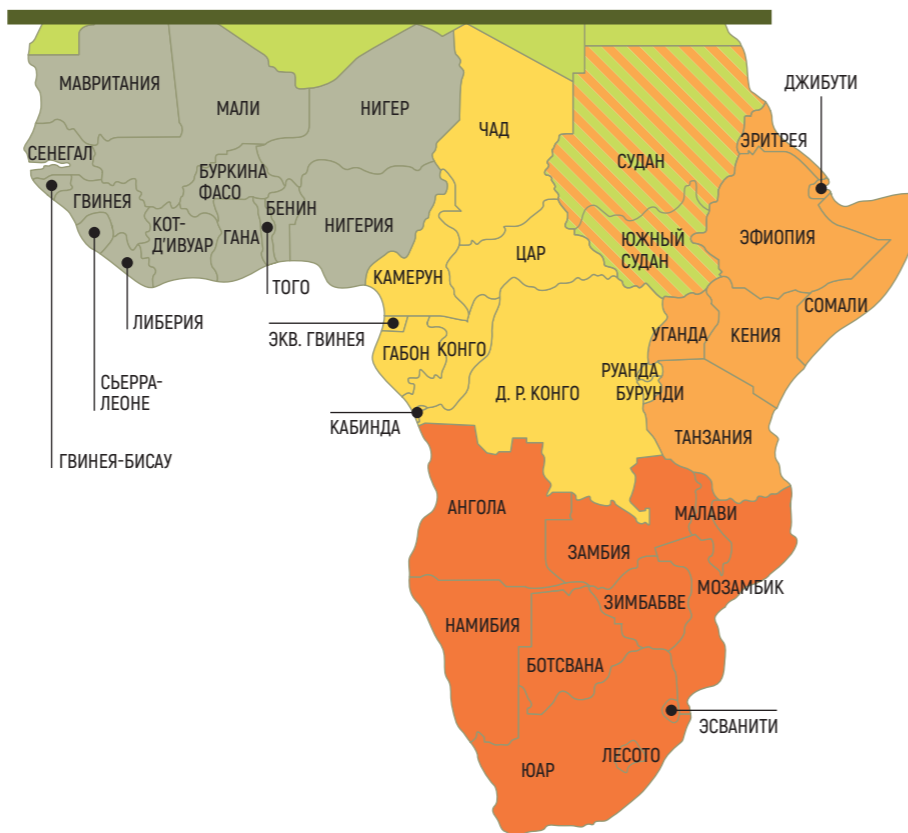 МАВРИТАНИЯ
МАЛИ
НИГЕР
ЧАД
СУДАН
ДЖИБУТИ
ЭРИТРЕЯ
СЕНЕГАЛ
ГВИНЕЯ
БУРКИНА
ФАСО
БЕНИН
НИГЕРИЯ
КОТ-
Д'ИВУАР
ГАНА
ЦАР
ЮЖНЫЙ
СУДАН
ЭФИОПИЯ
КАМЕРУН
ТОГО
СОМАЛИ
ЛИБЕРИЯ
ЭКВ. ГВИНЕЯ
ГАБОН
КОНГО
УГАНДА
КЕНИЯ
СЬЕРРА-
ЛЕОНЕ
РУАНДА
БУРУНДИ
Д. Р. КОНГО
КАБИНДА
ТАНЗАНИЯ
ГВИНЕЯ-БИСАУ
АНГОЛА
МАЛАВИ
ЗАМБИЯ
МОЗАМБИК
ЗИМБАБВЕ
НАМИБИЯ
БОТСВАНА
ЭСВАНИТИ
ЛЕСОТО
ЮАР